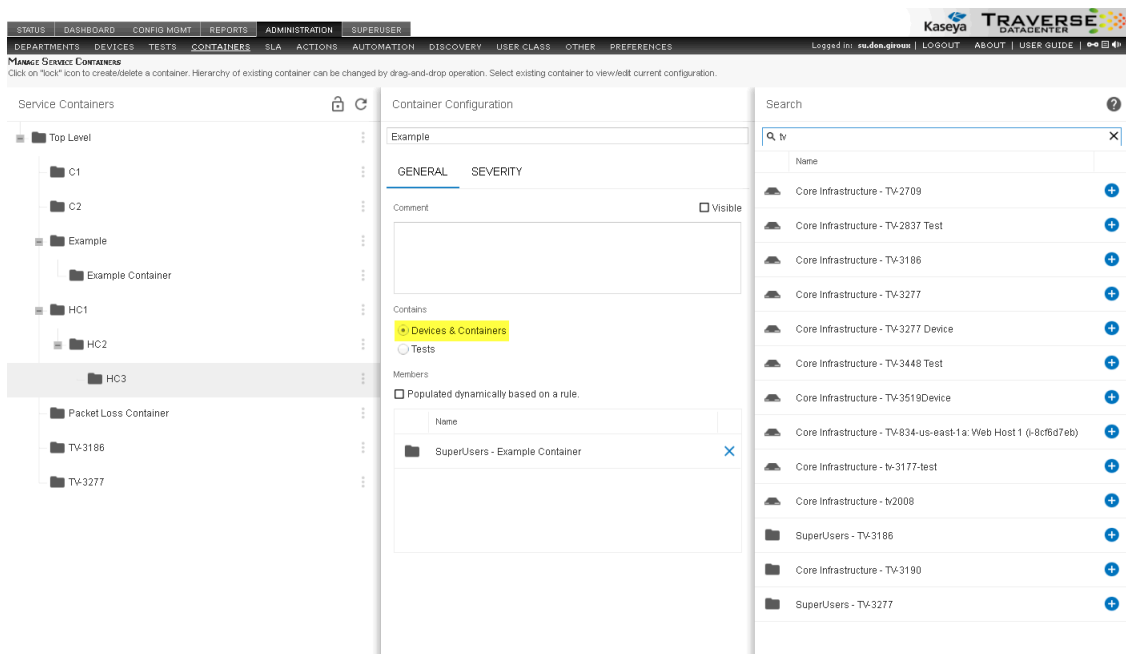 Kaseya TRAVERSE
DATACENTER
STATUS DASHBOARD CONFIG MGMT REPORTS ADMINISTRATION SUPERUSER
DEPARTMENTS DEVICES TESTS CONTAINERS SLA ACTIONS AUTOMATION DISCOVERY USER CLASS OTHER PREFERENCES Logged in: su.don.giroux | LOGOUT ABOUT | USER GUIDE |
MANAGE SERVICE CONTAINERS
Click on "lock" icon to create/delete a container. Hierarchy of existing container can be changed by drag-and-drop operation. Select existing container to view/edit current configuration.
Service Containers
Top Level
C1
C2
Example
Example Container
HC1
HC2
HC3
Packet Loss Container
TV-3186
TV-3277
Container Configuration
Example
GENERAL SEVERITY
Comment Visible
Contains
Devices & Containers
Tests
Members
Populated dynamically based on a rule.
Name
SuperUsers - Example Container
Search
tv
Name
Core Infrastructure - TV-2709
Core Infrastructure - TV-2837 Test
Core Infrastructure - TV-3186
Core Infrastructure - TV-3277
Core Infrastructure - TV-3277 Device
Core Infrastructure - TV-3448 Test
Core Infrastructure - TV-3519Device
Core Infrastructure - TV-834-us-east-1a: Web Host 1 (i-8cf6d7eb)
Core Infrastructure - tv-3177-test
Core Infrastructure - tv2008
SuperUsers - TV-3186
Core Infrastructure - TV-3190
SuperUsers - TV-3277